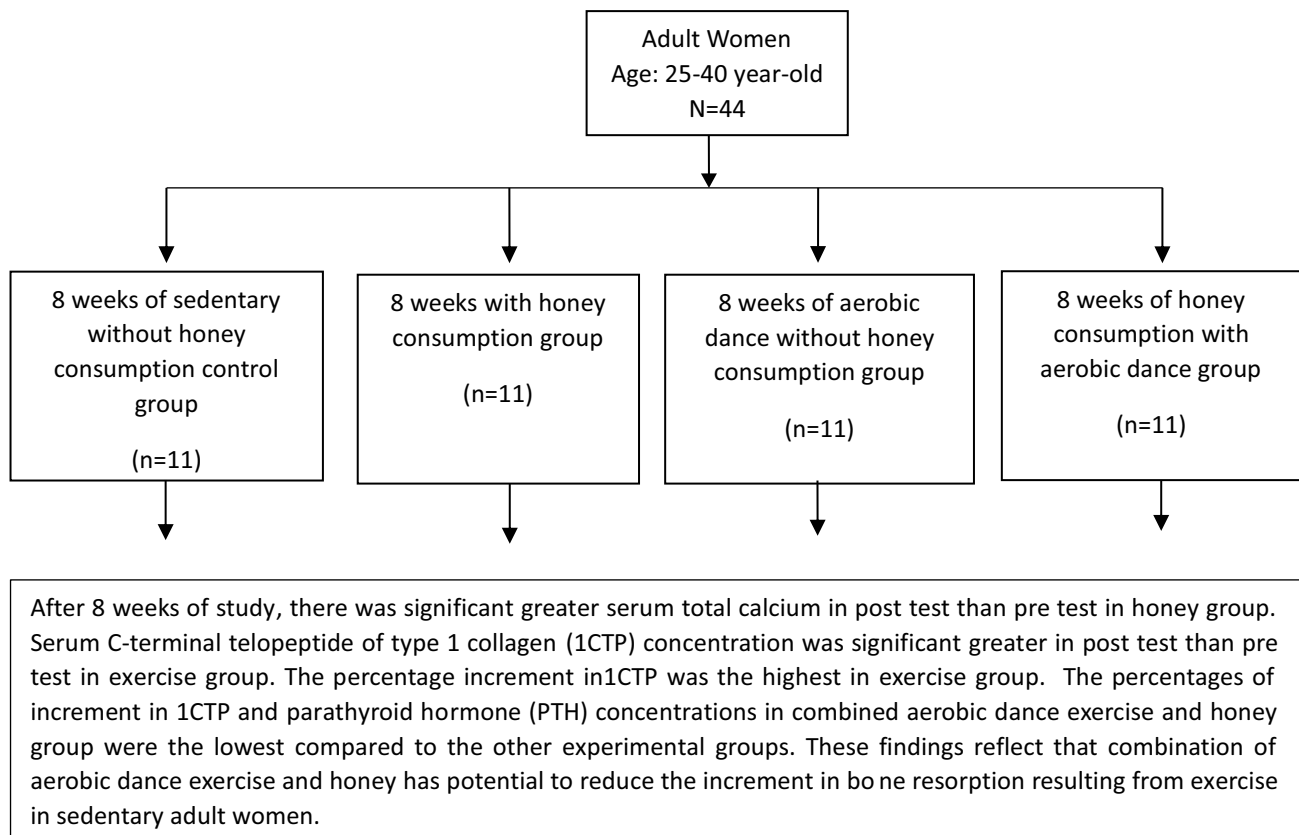 Adult Women
Age: 25-40 year-old
N=44
8 weeks of sedentary
without honey
consumption control
group
(n=11)
8 weeks with honey
consumption group
(n=11)
8 weeks of aerobic
dance without honey
consumption group
(n=11)
8 weeks of honey
consumption with
aerobic dance group
(n=11)
After 8 weeks of study, there was significant greater serum total calcium in post test than pre test in honey group.
Serum C-terminal telopeptide of type 1 collagen (1CTP) concentration was significant greater in post test than pre
test in exercise group. The percentage increment in1CTP was the highest in exercise group. The percentages of
increment in 1CTP and parathyroid hormone (PTH) concentrations in combined aerobic dance exercise and honey
group were the lowest compared to the other experimental groups. These findings reflect that combination of
aerobic dance exercise and honey has potential to reduce the increment in bo ne resorption resulting from exercise
in sedentary adult women.